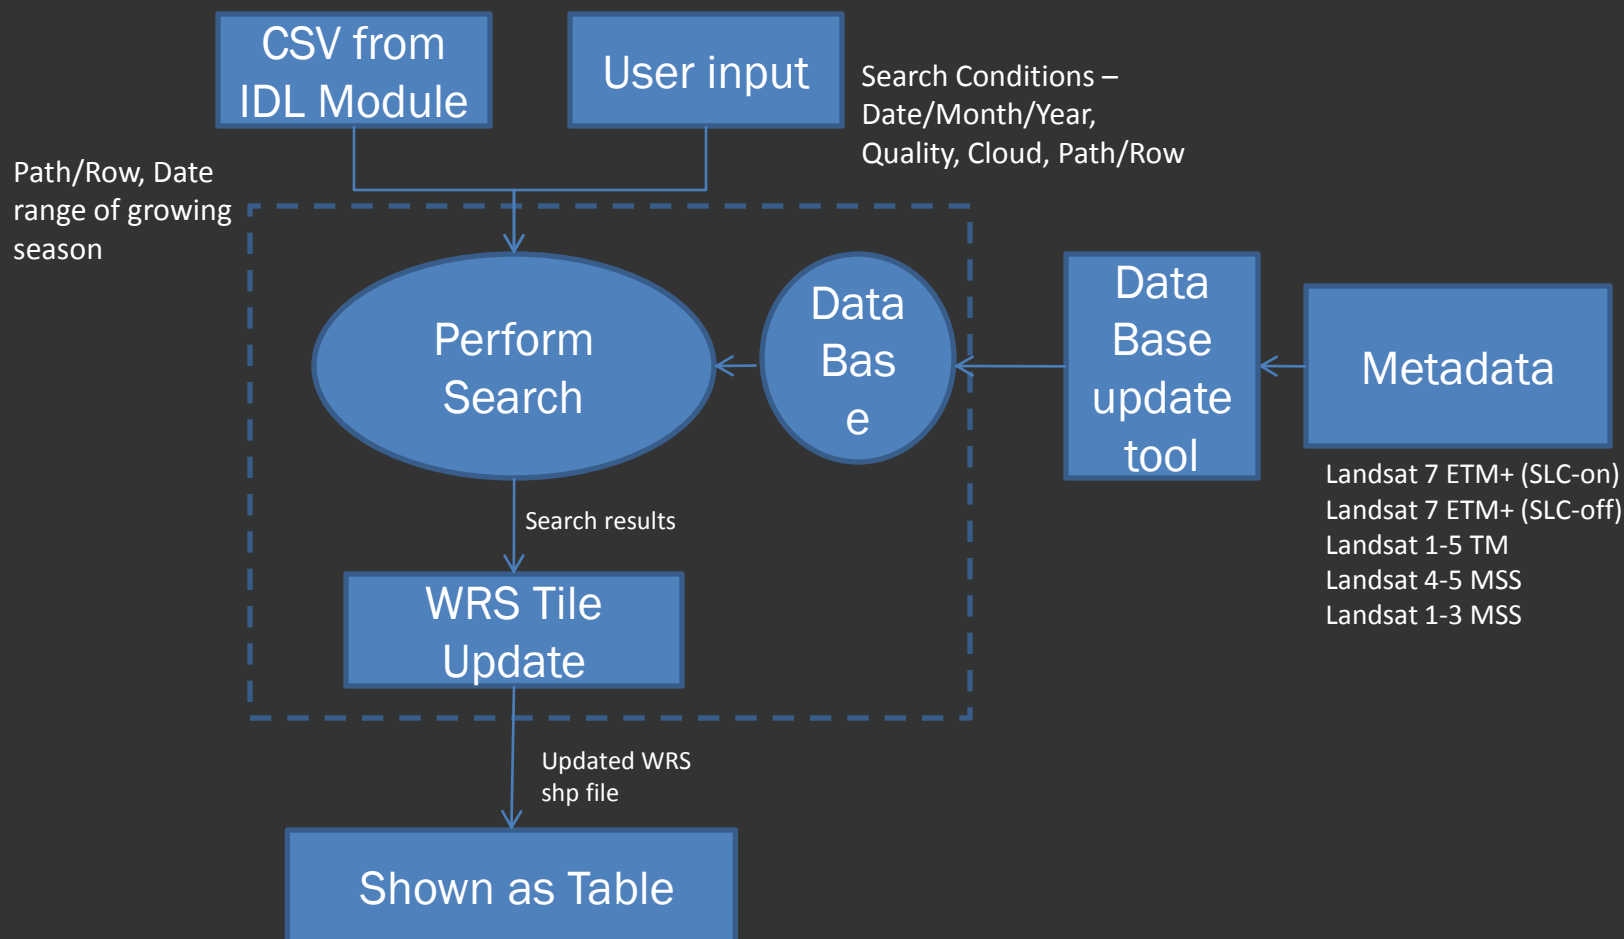 CSV from
IDL Module
User input
Search Conditions –
Date/Month/Year,
Quality, Cloud, Path/Row
Path/Row, Date
range of growing
season
Perform
Search
Data
Bas
e
Data
Base
update
tool
Metadata
Landsat 7 ETM+ (SLC-on)
Landsat 7 ETM+ (SLC-off)
Landsat 1-5 TM
Landsat 4-5 MSS
Landsat 1-3 MSS
Search results
WRS Tile
Update
Updated WRS
shp file
Shown as Table